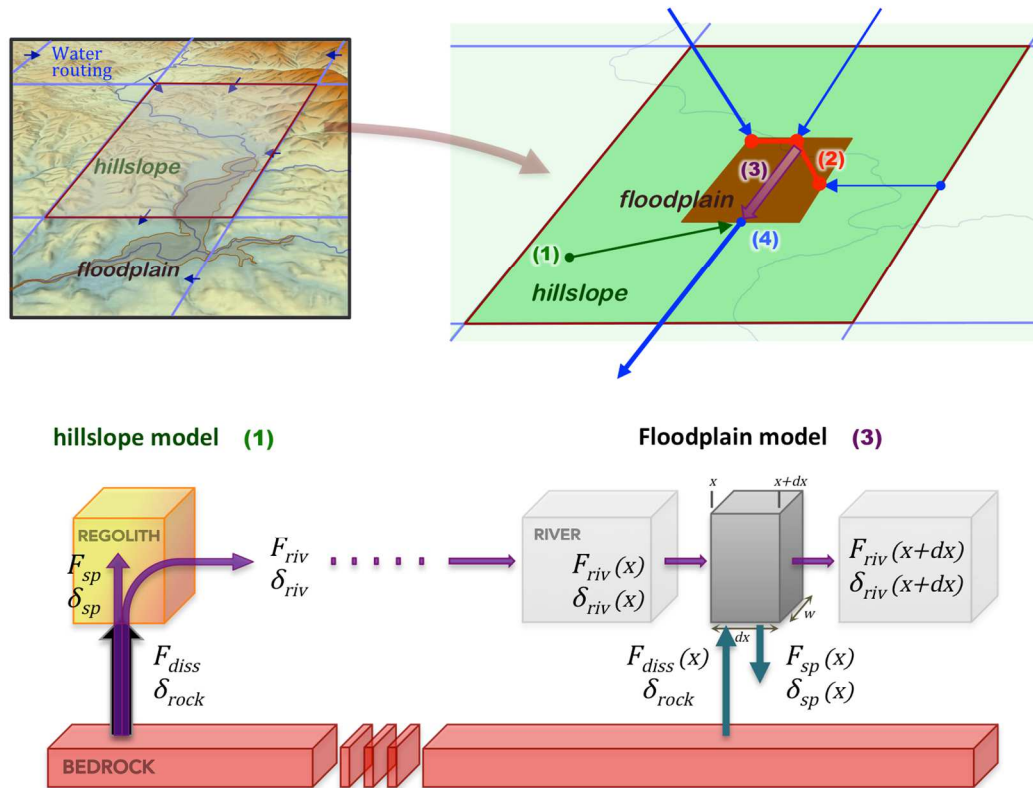 Water
routing
hillslope
floodplain
(2)
(3)
floodplain
(4)
(1)
hillslope
hillslope model (1)
Floodplain model (3)
x
x+dx
REGOLITH
F_sp
δ_sp
F_riv
δ_riv
RIVER
F_riv(x)
δ_riv(x)
F_riv(x+dx)
δ_riv(x+dx)
w
dx
F_diss
δ_rock
F_diss(x)
δ_rock
F_sp(x)
δ_sp(x)
BEDROCK